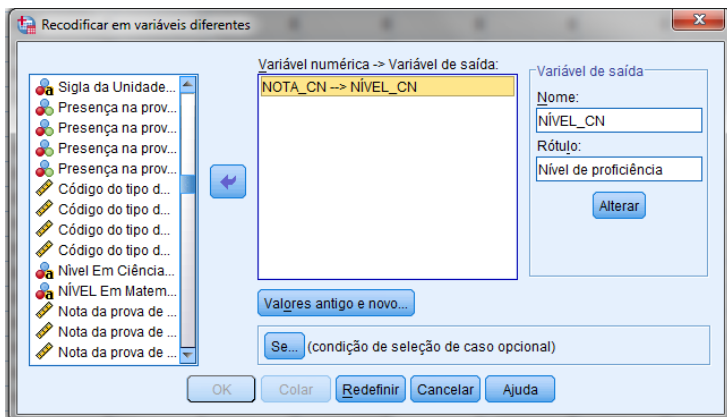 Recodificar em variáveis diferentes
Sigla da Unidade...
Presença na prov...
Presença na prov...
Presença na prov...
Presença na prov...
Código do tipo d...
Código do tipo d...
Código do tipo d...
Código do tipo d...
Nìvel Em Ciência...
NÍVEL Em Matem...
Nota da prova de ...
Nota da prova de ...
Nota da prova de ...
Variável numérica -> Variável de saída:
NOTA_CN --> NÍVEL_CN
Valores antigo e novo...
Se... (condição de seleção de caso opcional)
Variável de saída
Nome:
NÍVEL_CN
Rótulo:
Nível de proficiência
Alterar
OK Colar Redefinir Cancelar Ajuda